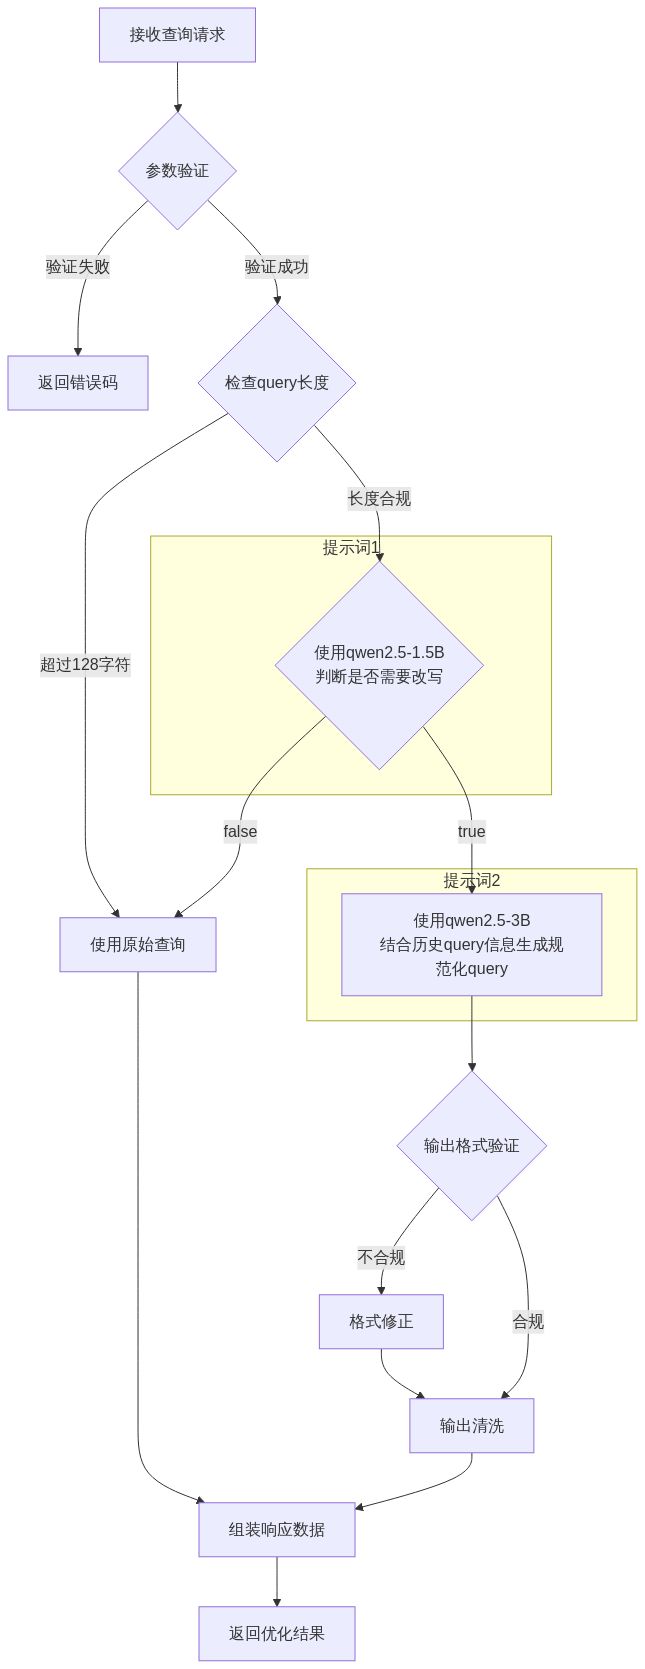 接收查询请求
参数验证
验证失败
验证成功
返回错误码
检查query长度
长度合规
提示词1
使用qwen2.5-1.5B
判断是否需要改写
超过128字符
false
true
提示词2
使用qwen2.5-3B
结合历史query信息生成规
范化query
使用原始查询
输出格式验证
不合规
合规
格式修正
输出清洗
组装响应数据
返回优化结果